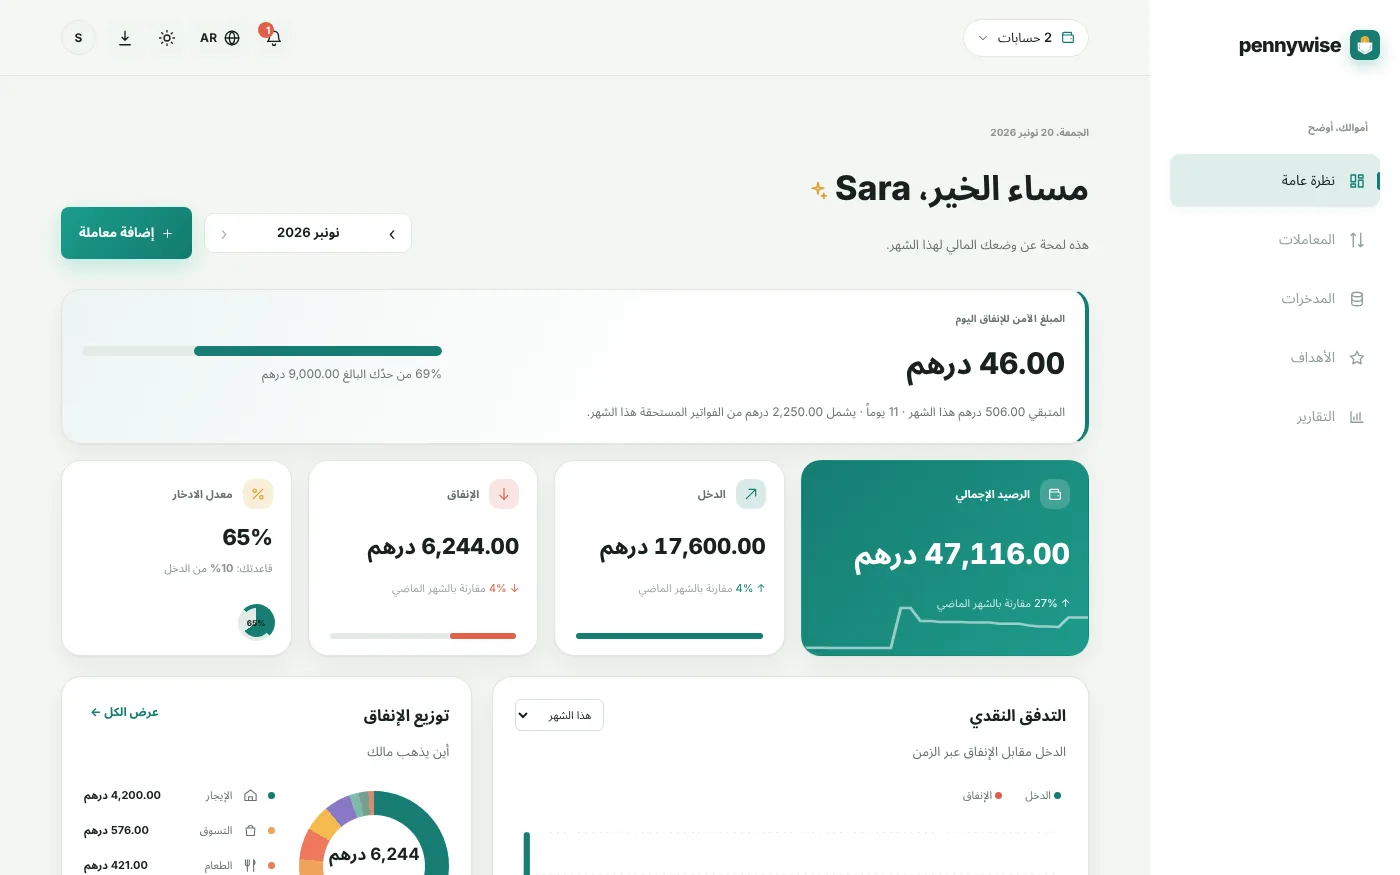 pennywise
أموالك، أوضح
نظرة عامة
المعاملات
المدخرات
الأهداف
التقارير
2 حسابات
1
AR
S
الجمعة، 20 نونبر 2026
مساء الخير، Sara
هذه لمحة عن وضعك المالي لهذا الشهر.
نونبر 2026
+ إضافة معاملة
المبلغ الآمن للإنفاق اليوم
46.00 درهم
المتبقي 506.00 درهم هذا الشهر · 11 يوماً · يشمل 2,250.00 درهم من الفواتير المستحقة هذا الشهر.
69% من حدّك البالغ 9,000.00 درهم
الرصيد الإجمالي
47,116.00 درهم
↑ 27% مقارنة بالشهر الماضي
الدخل
17,600.00 درهم
↑ 4% مقارنة بالشهر الماضي
الإنفاق
6,244.00 درهم
↓ 4% مقارنة بالشهر الماضي
معدل الادخار
65%
قاعدتك: 10% من الدخل
65%
التدفق النقدي
هذا الشهر
الدخل مقابل الإنفاق عبر الزمن
الدخل
الإنفاق
توزيع الإنفاق
عرض الكل ←
أين يذهب مالك
6,244 درهم
الإيجار 4,200.00 درهم
التسوق 576.00 درهم
الطعام 421.00 درهم